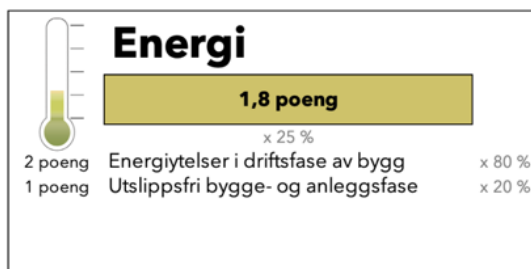 Energi
1,8 poeng
x 25 %
2 poeng Energiytelser i driftsfase av bygg x 80 %
1 poeng Utslippsfri bygge- og anleggsfase x 20 %